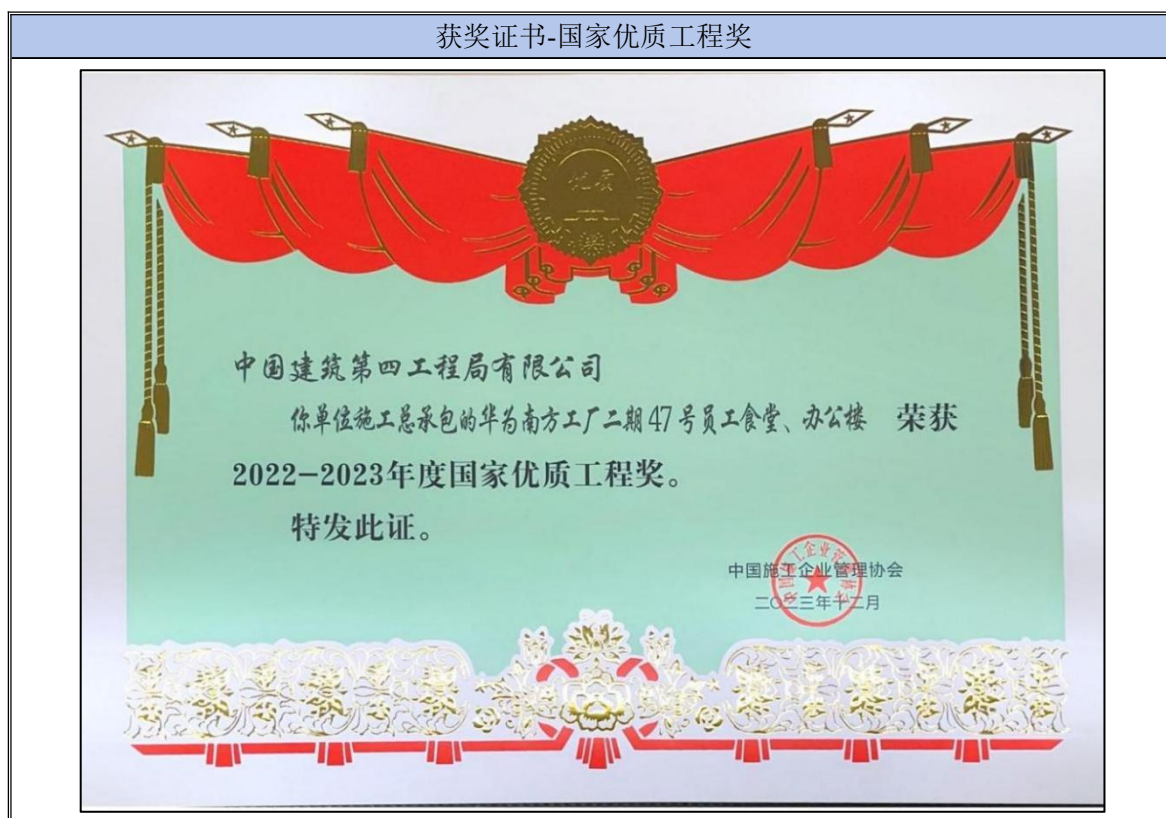 获奖证书-国家优质工程奖
优质
中国建筑第四工程局有限公司
你单位施工总承包的华为南方工厂二期47号员工食堂、办公楼 荣获
2022-2023年度国家优质工程奖。
特发此证。
中国施工企业管理协会
二〇二三年十二月